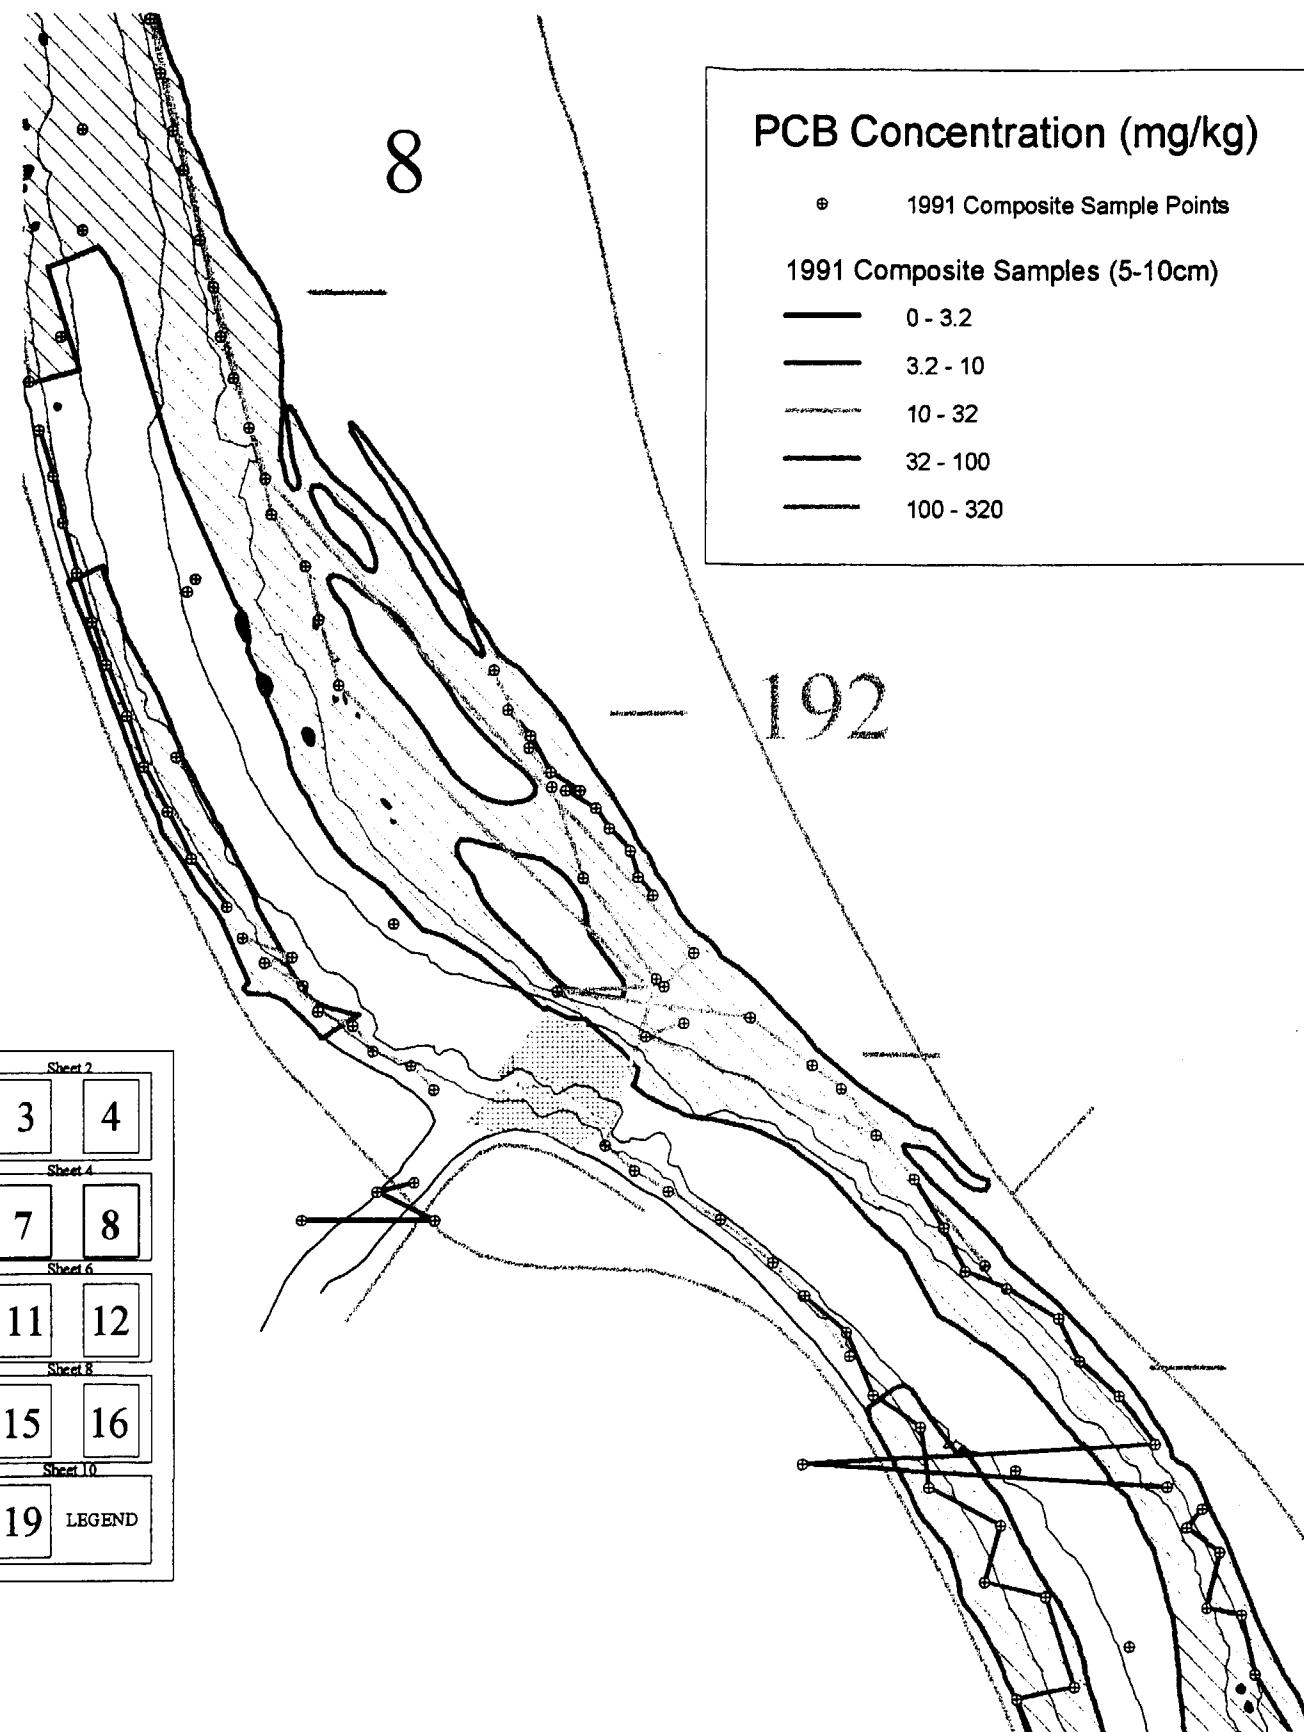 8
PCB Concentration (mg/kg)
1991 Composite Sample Points
1991 Composite Samples (5-10cm)
0 - 3.2
3.2 - 10
10 - 32
32 - 100
100 - 320
192
Sheet 2
3 4
Sheet 4
7 8
Sheet 6
11 12
Sheet 8
15 16
Sheet 10
19 LEGEND